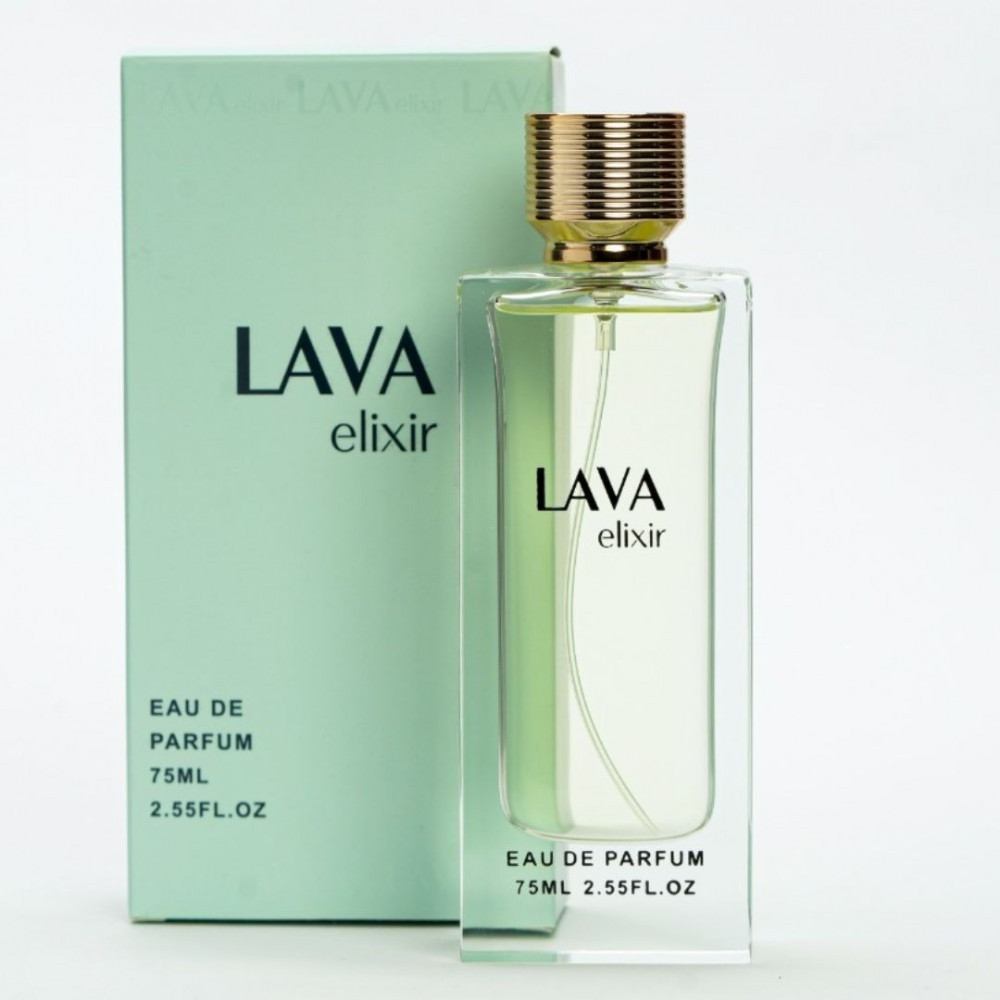 LAVA elixir LAVA elixir LAVA
LAVA
elixir
EAU DE
PARFUM
75ML
2.55FL.OZ
LAVA
elixir
EAU DE PARFUM
75ML 2.55FL.OZ